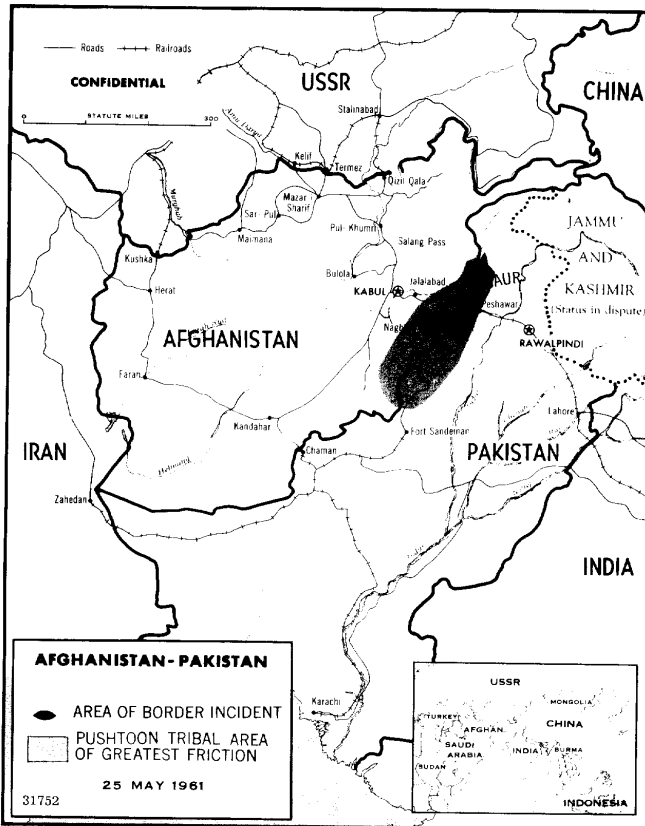 Roads
Railroads
CONFIDENTIAL
STATUTE MILES
0
300
USSR
CHINA
Stalinabad
Amu Darya
Kelif
Termez
Qizil Qala
Murghab
Mazar-i
Sharif
Sar-i Pul
Pul-i Khumri
Maimana
Salang Pass
Kushka
Bulola
Herat
KABUL
Jalalabad
AUR
Peshawar
JAMMU
AND
KASHMIR
(Status in dispute)
RAWALPINDI
AFGHANISTAN
Nagh
Farah
Kandahar
Lahore
Fort Sandeman
IRAN
Helmand
Chaman
PAKISTAN
Zahedan
INDIA
Karachi
AFGHANISTAN-PAKISTAN
AREA OF BORDER INCIDENT
PUSHTOON TRIBAL AREA
OF GREATEST FRICTION
25 MAY 1961
31752
USSR
MONGOLIA
TURKEY
AFGHAN
CHINA
SAUDI
ARABIA
INDIA
BURMA
SUDAN
INDONESIA